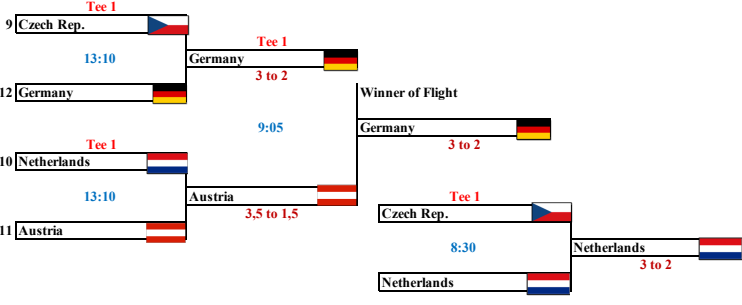 Tee 1
9 Czech Rep.
13:10
Tee 1
Germany
3 to 2
12 Germany
Winner of Flight
9:05
Germany
3 to 2
Tee 1
10 Netherlands
13:10
Austria
3,5 to 1,5
11 Austria
Tee 1
Czech Rep.
8:30
Netherlands
3 to 2
Netherlands